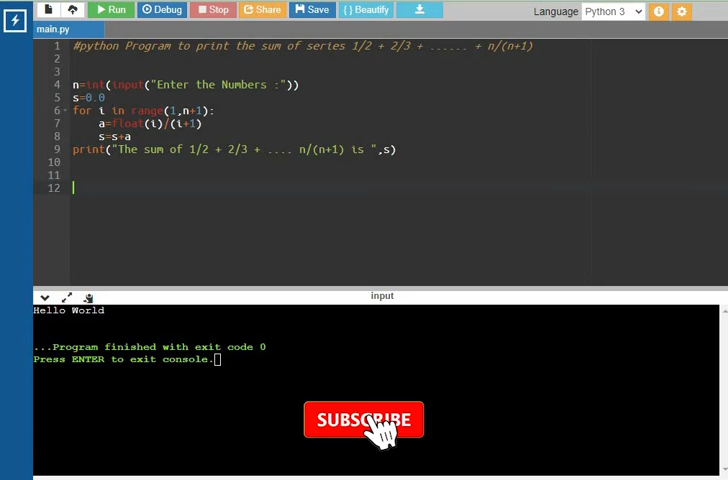 Run Debug Stop Share Save { } Beautify
Language Python 3
main.py
1 #python Program to print the sum of series 1/2 + 2/3 + ...... + n/(n+1)
2
3
4 n=int(input("Enter the Numbers :"))
5 s=0.0
6 for i in range(1,n+1):
7 a=float(i)/(i+1)
8 s=s+a
9 print("The sum of 1/2 + 2/3 + .... n/(n+1) is ",s)
10
11
12
input
Hello World
...Program finished with exit code 0
Press ENTER to exit console.
SUBSCRIBE